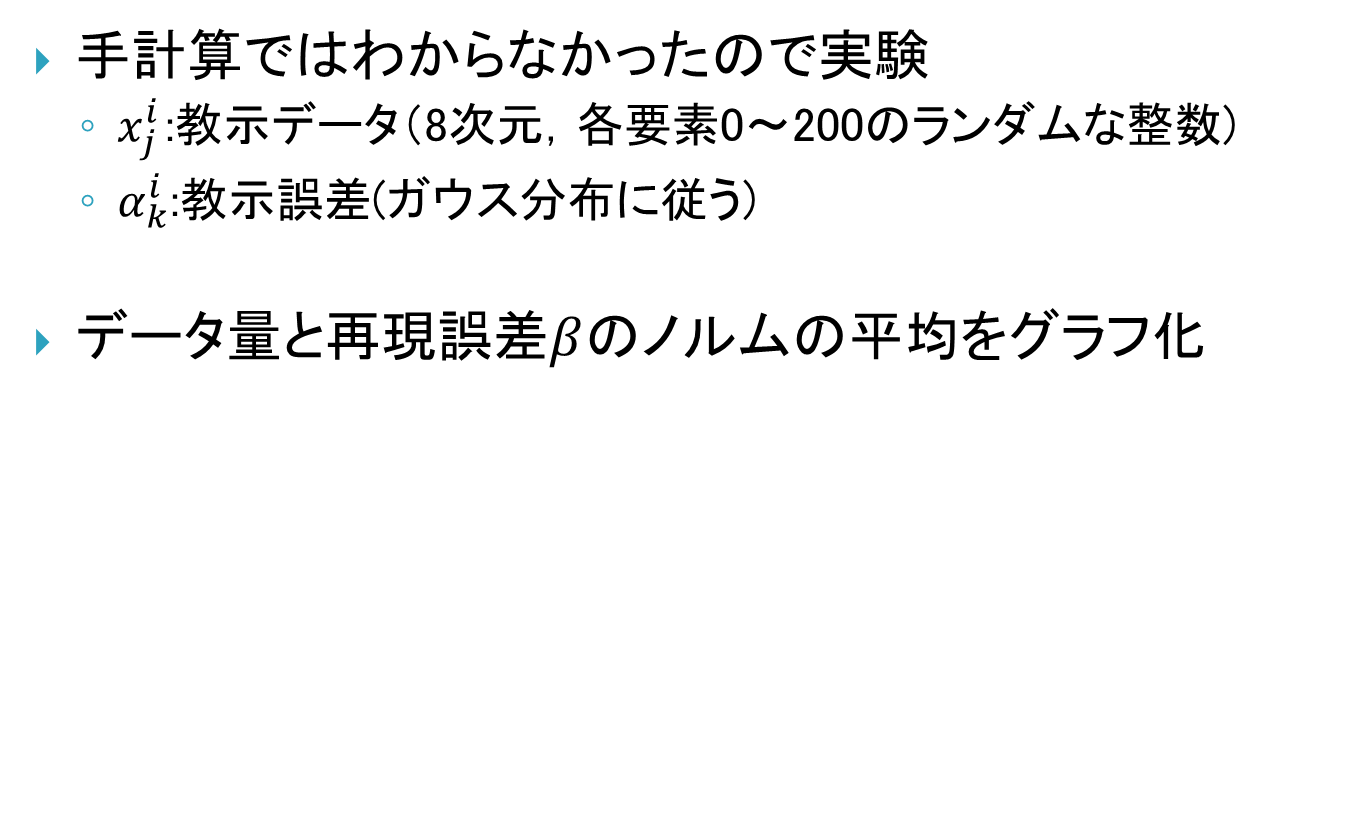 手計算ではわからなかったので実験
$x_j^i$:教示データ（8次元，各要素0～200のランダムな整数）
$\alpha_k^i$:教示誤差(ガウス分布に従う)
データ量と再現誤差$\beta$のノルムの平均をグラフ化